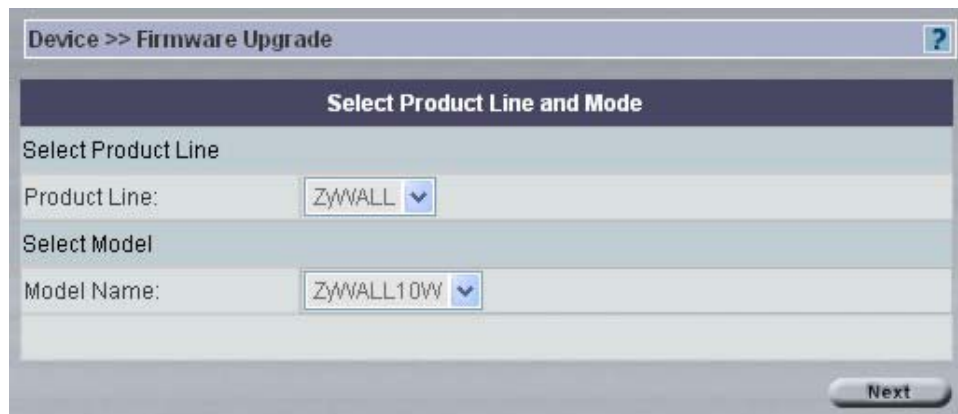 Device >> Firmware Upgrade ?
Select Product Line and Mode
Select Product Line
Product Line: ZyWALL
Select Model
Model Name: ZyWALL10W
Next